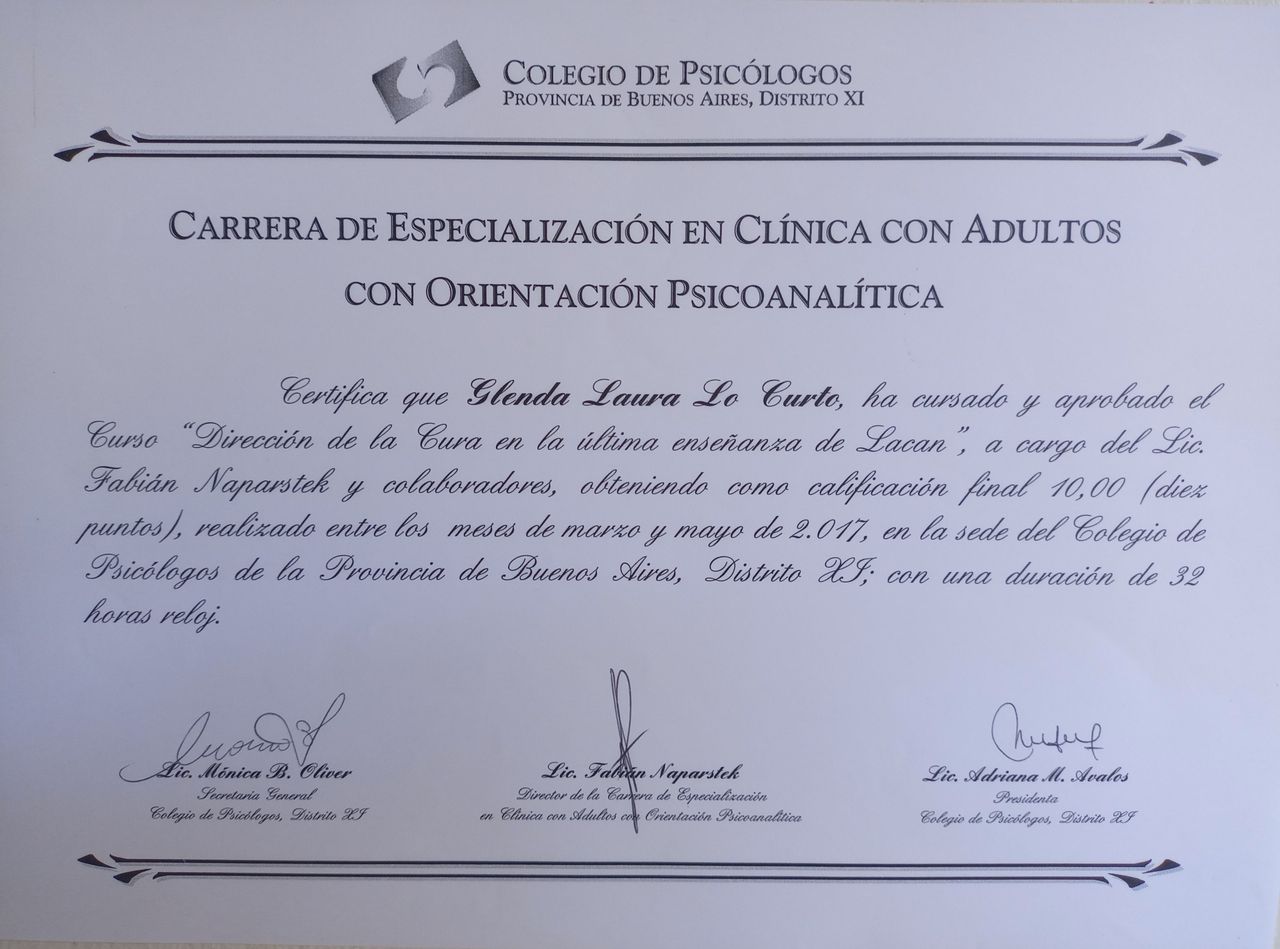 COLEGIO DE PSICÓLOGOS
PROVINCIA DE BUENOS AIRES, DISTRITO XI
CARRERA DE ESPECIALIZACIÓN EN CLÍNICA CON ADULTOS
CON ORIENTACIÓN PSICOANALÍTICA
Certifica que Glenda Laura Lo Curto, ha cursado y aprobado el
Curso “Dirección de la Cura en la última enseñanza de Lacan”, a cargo del Lic.
Fabián Naparstek y colaboradores, obteniendo como calificación final 10,00 (diez
puntos), realizado entre los meses de marzo y mayo de 2.017, en la sede del Colegio de
Psicólogos de la Provincia de Buenos Aires, Distrito XI; con una duración de 32
horas reloj.
Lic. Mónica B. Oliver
Secretaria General
Colegio de Psicólogos, Distrito XI
Lic. Fabián Naparstek
Director de la Carrera de Especialización
en Clínica con Adultos con Orientación Psicoanalítica
Lic. Adriana M. Avalos
Presidenta
Colegio de Psicólogos, Distrito XI